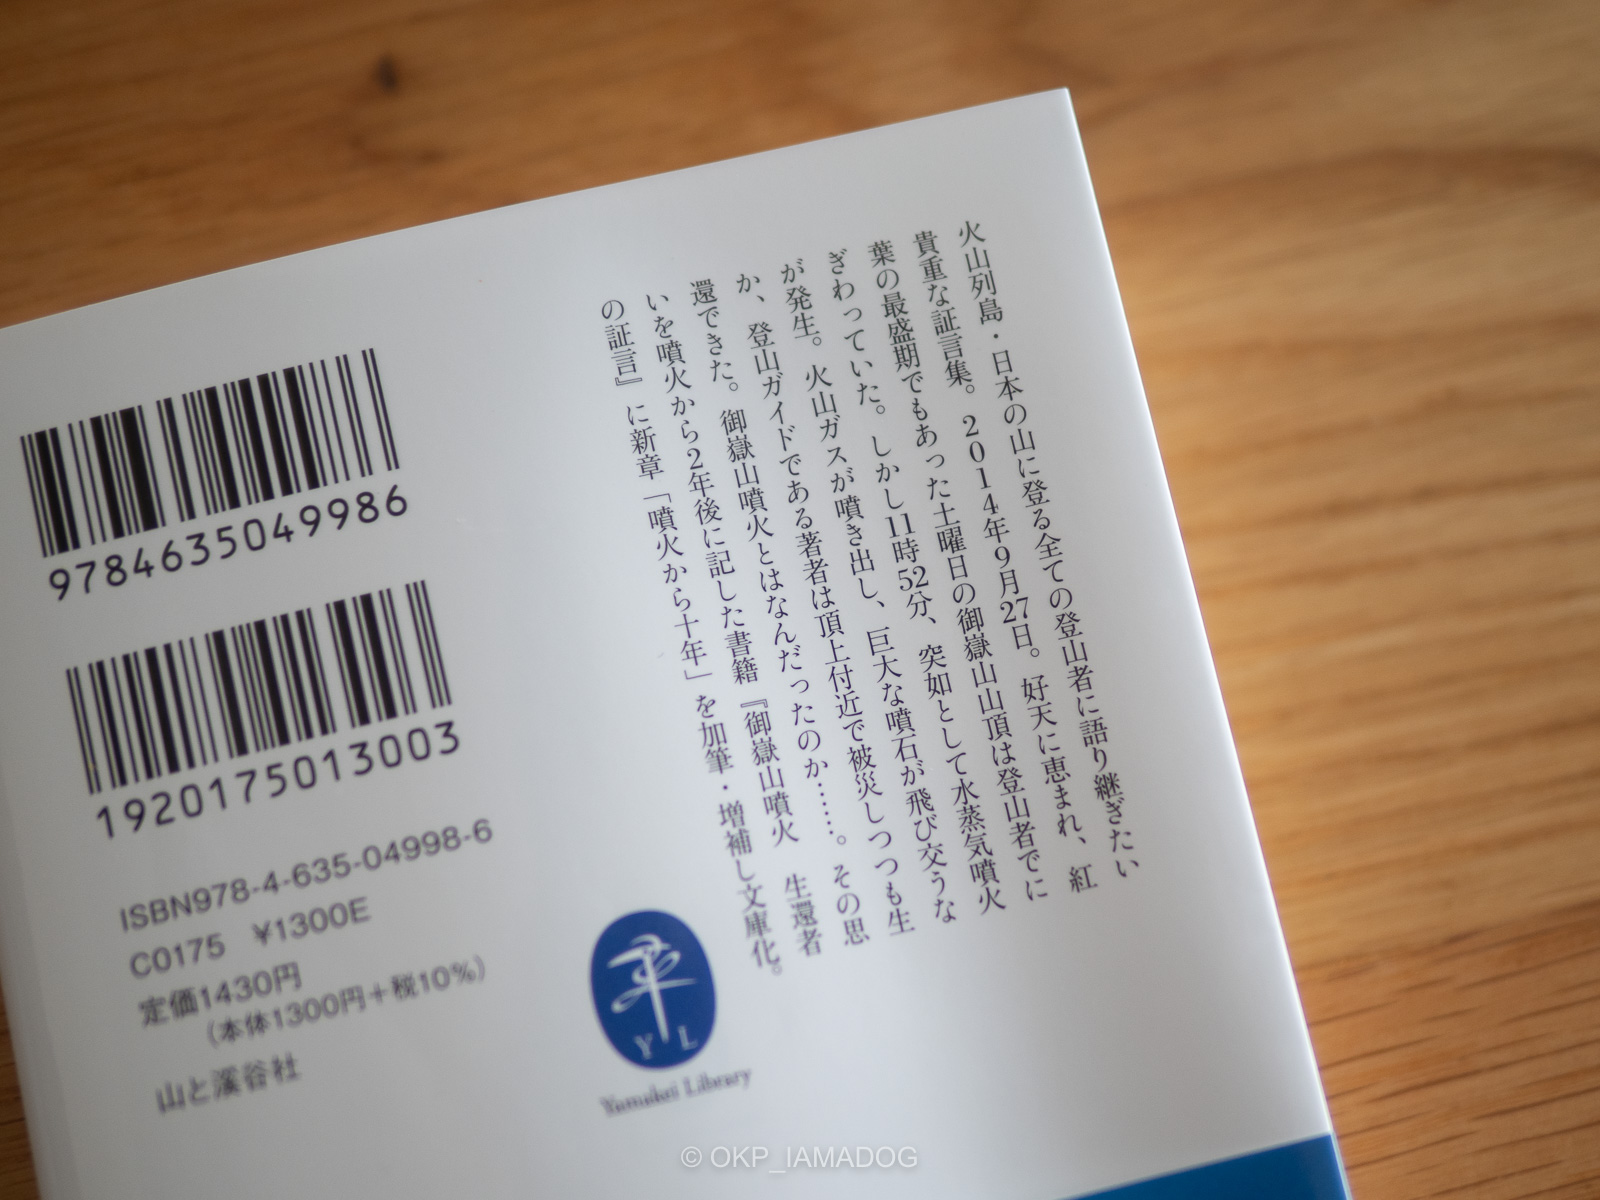 火山列島・日本の山に登る全ての登山者に語り継ぎたい
貴重な証言集。2014年9月27日。好天に恵まれ、紅
葉の最盛期でもあった土曜日の御嶽山山頂は登山者でに
ぎわっていた。しかし11時52分、突如として水蒸気噴火
が発生。火山ガスが噴き出し、巨大な噴石が飛び交うな
か、登山ガイドである著者は頂上付近で被災しつつも生
還できた。御嶽山噴火とはなんだったのか……。その思
いを噴火から2年後に記した書籍『御嶽山噴火 生還者
の証言』に新章「噴火から十年」を加筆・増補し文庫化。
9784635049986
1920175013003
ISBN978-4-635-04998-6
C0175 ¥1300E
定価1430円
(本体1300円+税10%)
山と溪谷社
Y L
Yamakei Library
© OKP_IAMADOG